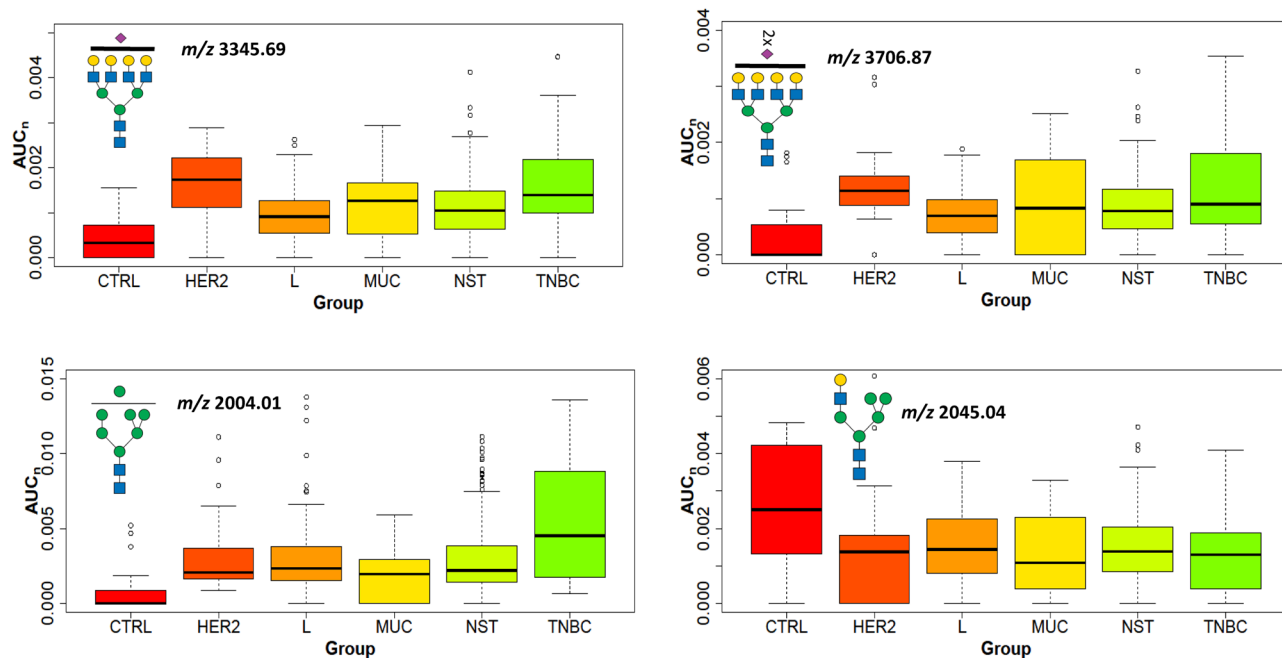 m/z 3345.69
AUCn
0.004
0.002
0.000
CTRL HER2 L MUC NST TNBC
Group
2x
m/z 3706.87
AUCn
0.004
0.002
0.000
CTRL HER2 L MUC NST TNBC
Group
m/z 2004.01
AUCn
0.015
0.010
0.005
0.000
CTRL HER2 L MUC NST TNBC
Group
m/z 2045.04
AUCn
0.006
0.004
0.002
0.000
CTRL HER2 L MUC NST TNBC
Group